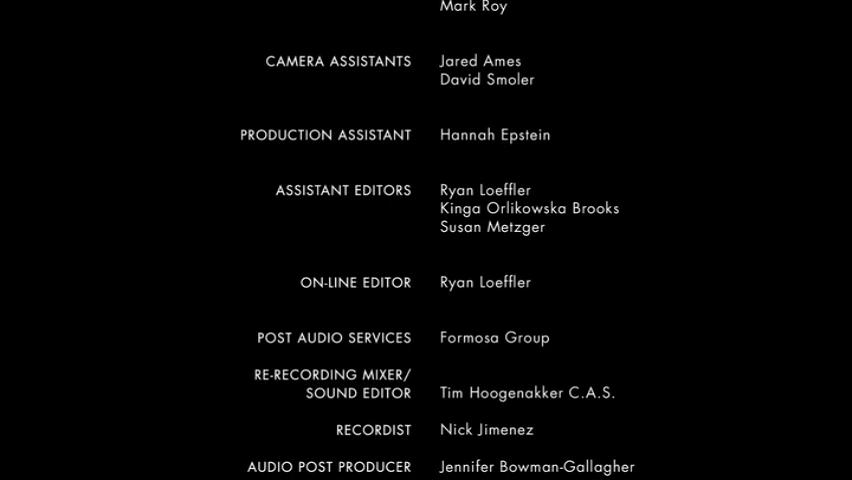 Mark Roy
CAMERA ASSISTANTS Jared Ames
David Smoler
PRODUCTION ASSISTANT Hannah Epstein
ASSISTANT EDITORS Ryan Loeffler
Kinga Orlikowska Brooks
Susan Metzger
ON-LINE EDITOR Ryan Loeffler
POST AUDIO SERVICES Formosa Group
RE-RECORDING MIXER/
SOUND EDITOR Tim Hoogenakker C.A.S.
RECORDIST Nick Jimenez
AUDIO POST PRODUCER Jennifer Bowman-Gallagher